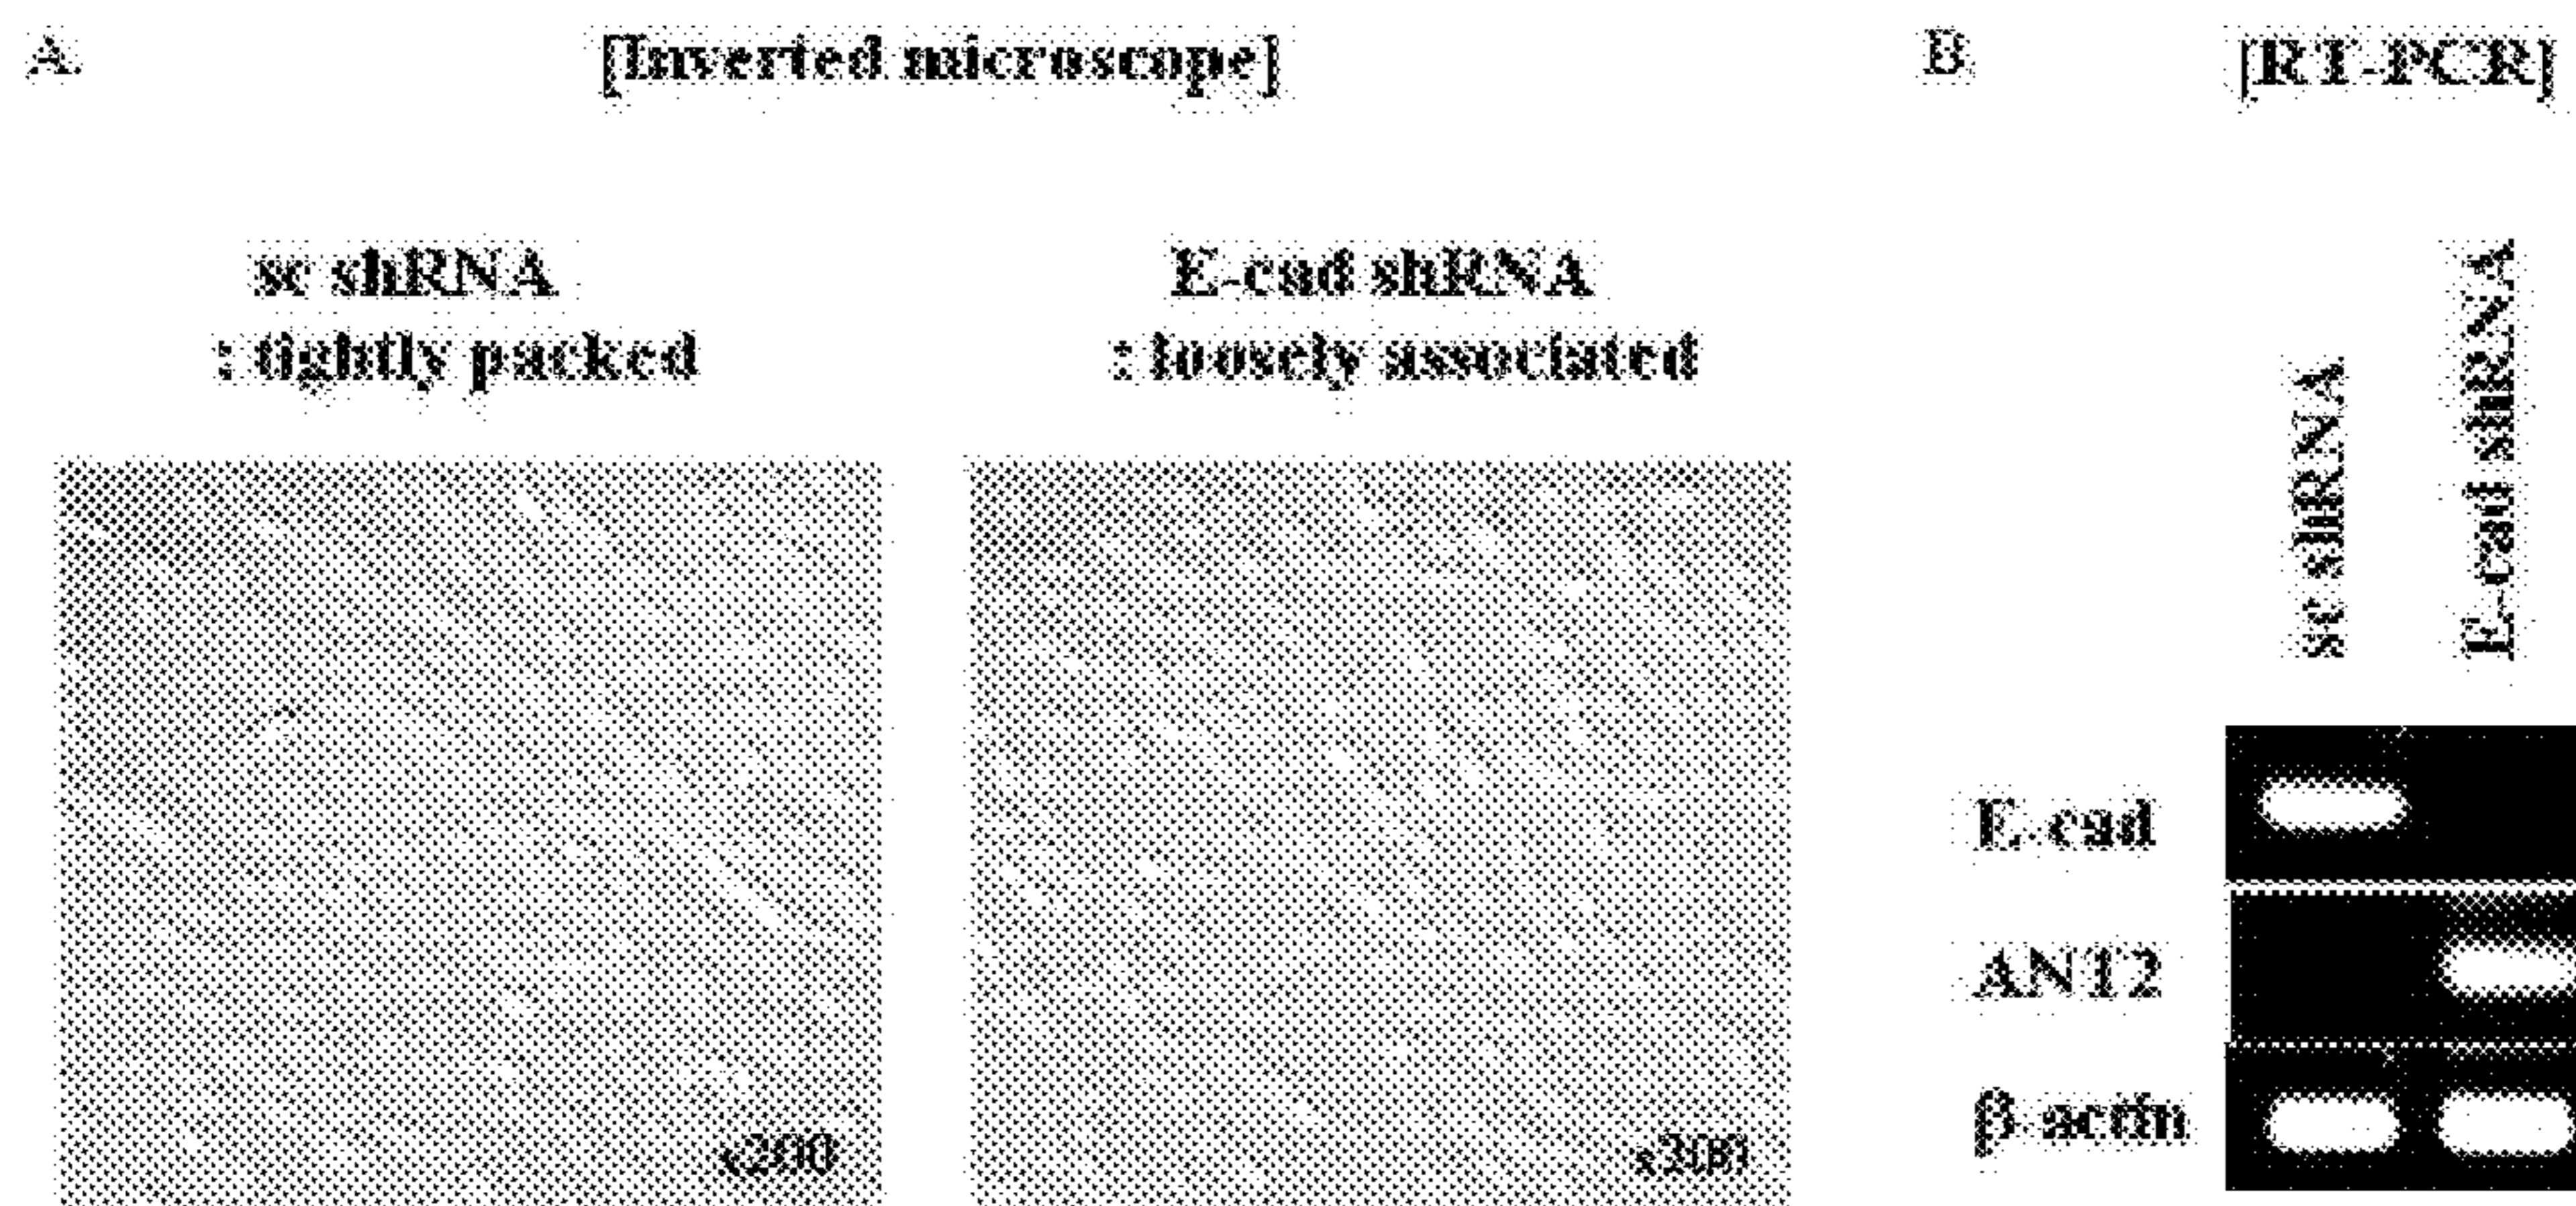 A.
[Inverted microscope]
sc shRNA
: tightly packed
E-cad shRNA
: loosely associated
x200
x200
B.
[RT-PCR]
sc shRNA
E-cad shRNA
E-cad
ANT2
β-actin